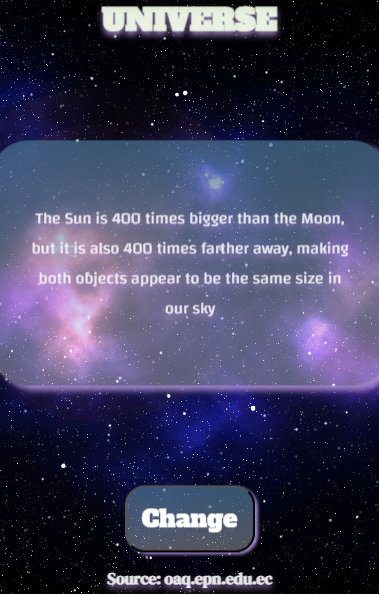 UNIVERSE
The Sun is 400 times bigger than the Moon,
but it is also 400 times farther away, making
both objects appear to be the same size in
our sky
Change
Source: oaq.epn.edu.ec